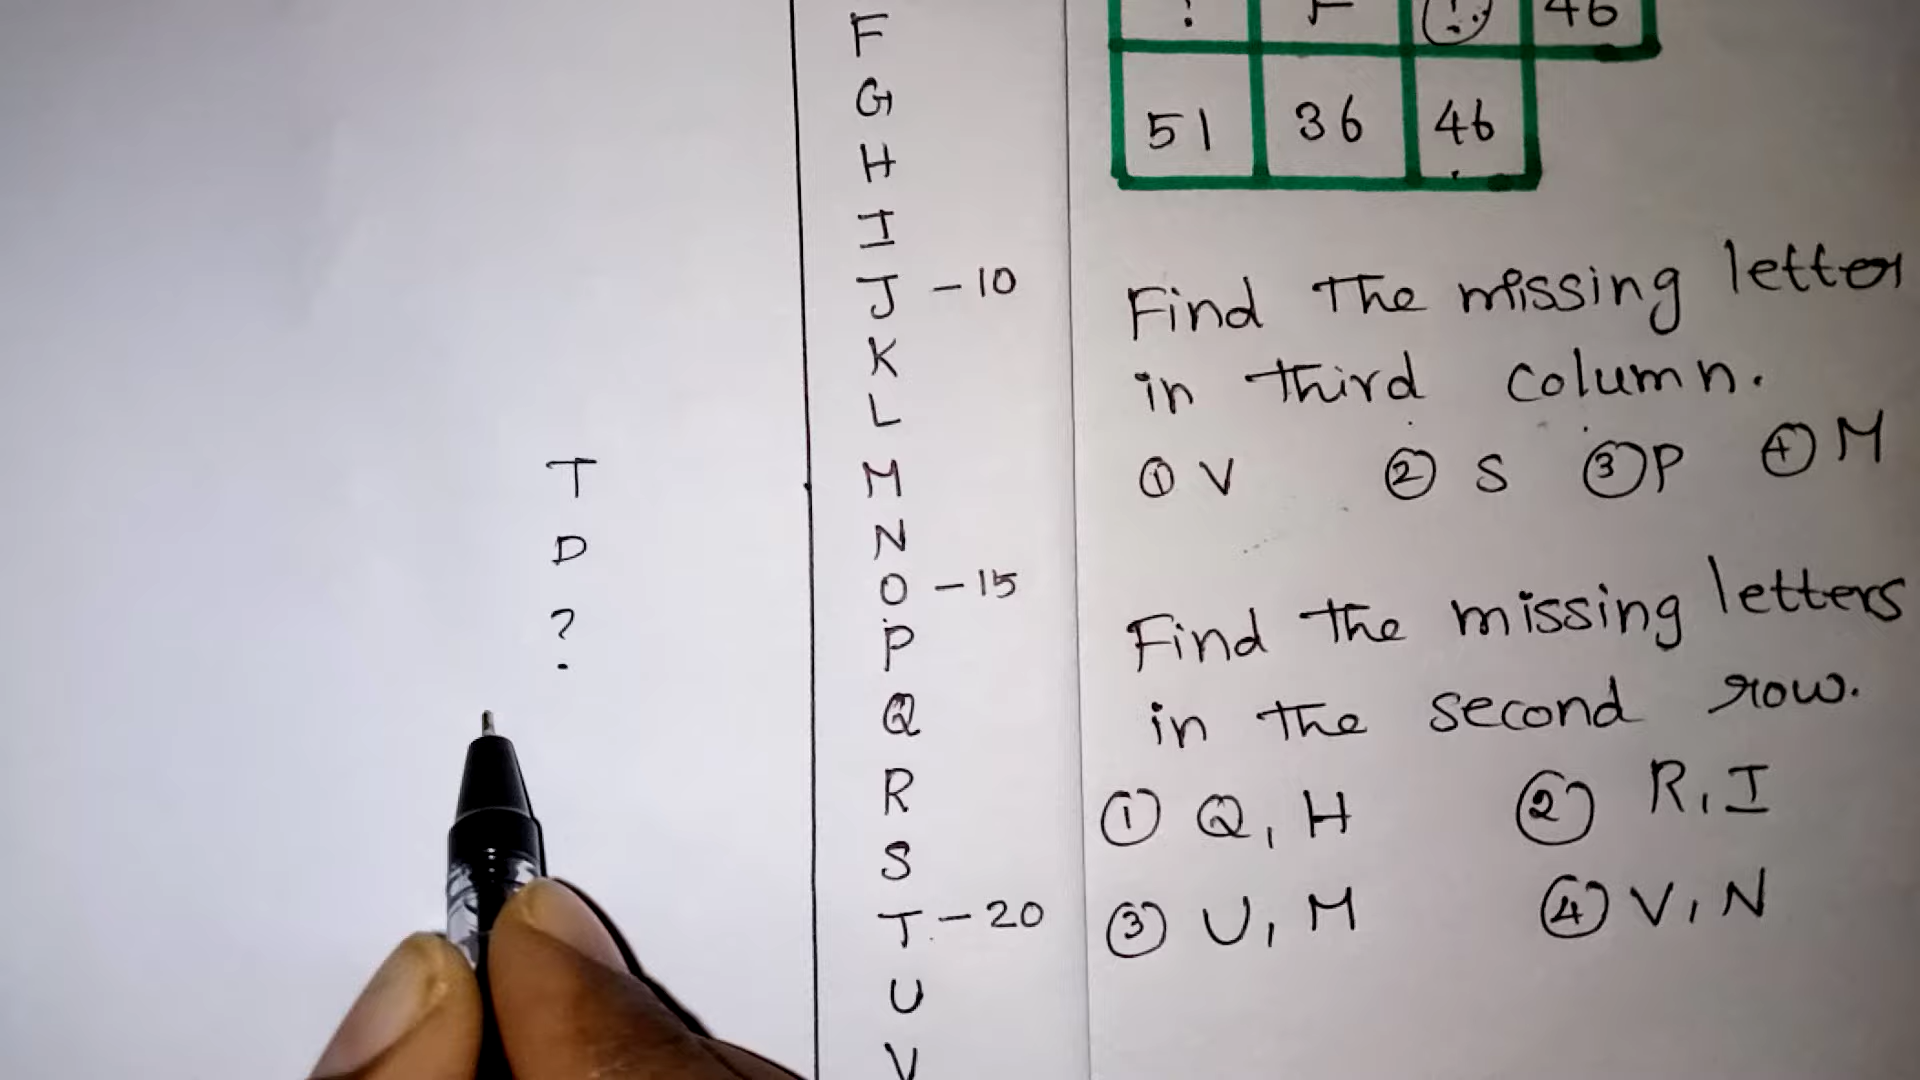 T
D
?
F
G
H
I
J - 10
K
L
M
N
O - 15
P
Q
R
S
T - 20
U
V
? 46
51 36 46
Find The missing letter
in third column.
① V ② S ③ P ④ M
Find the missing letters
in the second row.
① Q, H ② R, I
③ U, M ④ V, N